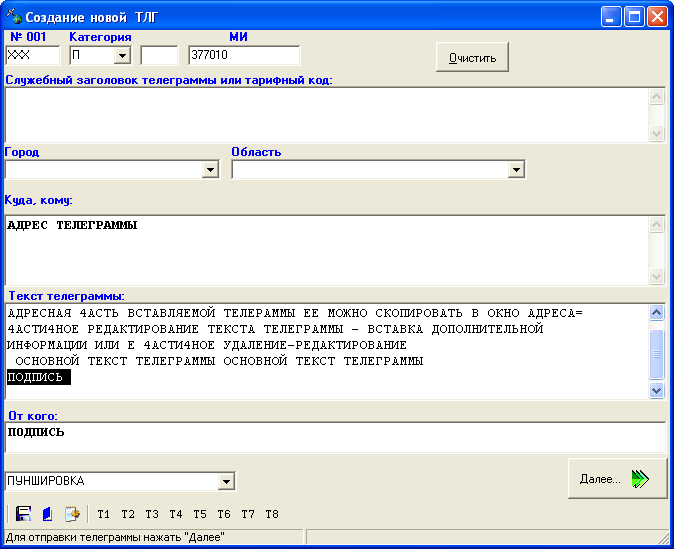 Создание новой ТЛГ
№ 001 Категория МИ
XXX П 377010
Очистить
Служебный заголовок телеграммы или тарифный код:
Город Область
Куда, кому:
АДРЕС ТЕЛЕГРАММЫ
Текст телеграммы:
АДРЕСНАЯ 4АСТЬ ВСТАВЛЯЕМОЙ ТЕЛЕРАММЫ ЕЕ МОЖНО СКОПИРОВАТЬ В ОКНО АДРЕСА=
4АСТИ4НОЕ РЕДАКТИРОВАНИЕ ТЕКСТА ТЕЛЕГРАММЫ - ВСТАВКА ДОПОЛНИТЕЛЬНОЙ
ИНФОРМАЦИИ ИЛИ Е 4АСТИ4НОЕ УДАЛЕНИЕ-РЕДАКТИРОВАНИЕ
ОСНОВНОЙ ТЕКСТ ТЕЛЕГРАММЫ ОСНОВНОЙ ТЕКСТ ТЕЛЕГРАММЫ
ПОДПИСЬ
От кого:
ПОДПИСЬ
ПУНШИРОВКА
Далее...
T1 T2 T3 T4 T5 T6 T7 T8
Для отправки телеграммы нажать "Далее"